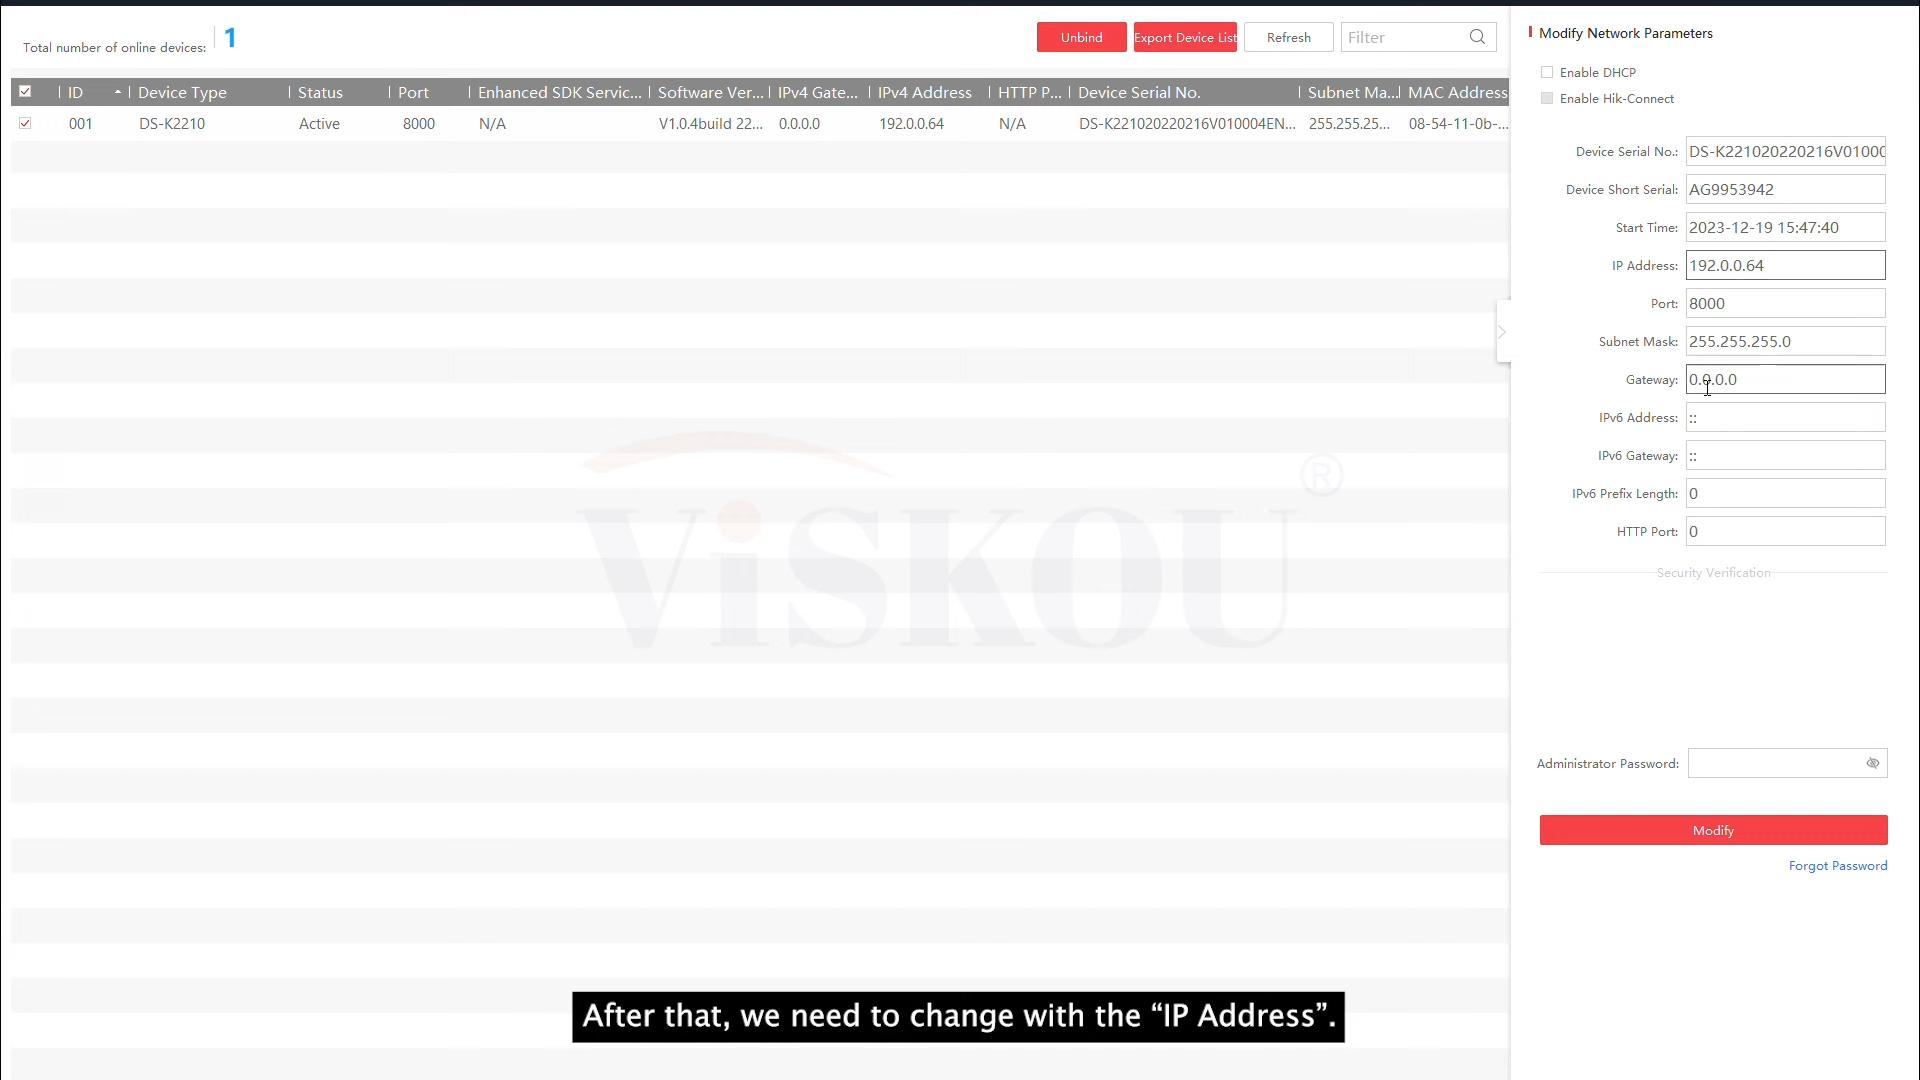 Total number of online devices: 1
Unbind
Export Device List
Refresh
Filter
ID
Device Type
Status
Port
Enhanced SDK Servic...
Software Ver...
IPv4 Gate...
IPv4 Address
HTTP P...
Device Serial No.
Subnet Ma...
MAC Address
001
DS-K2210
Active
8000
N/A
V1.0.4build 22...
0.0.0.0
192.0.0.64
N/A
DS-K221020220216V010004EN...
255.255.25...
08-54-11-0b-...
Modify Network Parameters
Enable DHCP
Enable Hik-Connect
Device Serial No.: DS-K221020220216V01000
Device Short Serial: AG9953942
Start Time: 2023-12-19 15:47:40
IP Address: 192.0.0.64
Port: 8000
Subnet Mask: 255.255.255.0
Gateway: 0.0.0.0
IPv6 Address: ::
IPv6 Gateway: ::
IPv6 Prefix Length: 0
HTTP Port: 0
Security Verification
Administrator Password:
Modify
Forgot Password
ViSKOU ®
After that, we need to change with the “IP Address”.